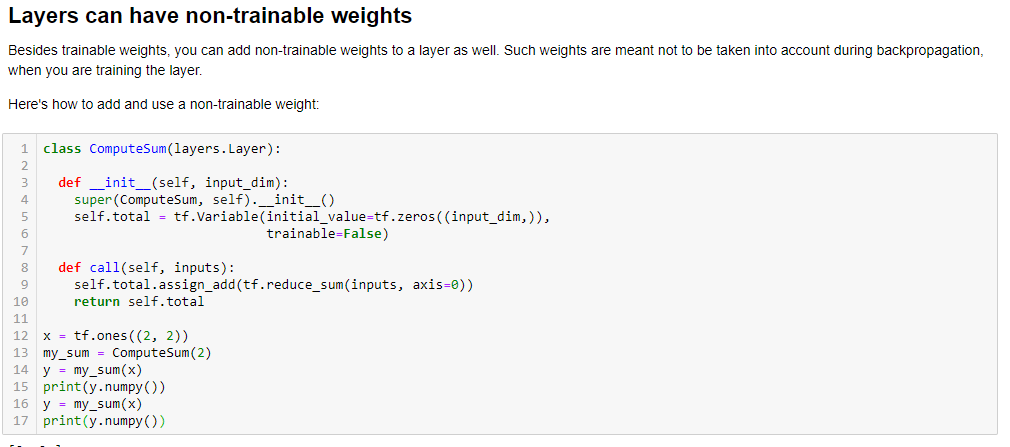 Layers can have non-trainable weights
Besides trainable weights, you can add non-trainable weights to a layer as well. Such weights are meant not to be taken into account during backpropagation,
when you are training the layer.
Here's how to add and use a non-trainable weight:
1 class ComputeSum(layers.Layer):
2
3   def __init__(self, input_dim):
4     super(ComputeSum, self).__init__()
5     self.total = tf.Variable(initial_value=tf.zeros((input_dim,)),
6                              trainable=False)
7
8   def call(self, inputs):
9     self.total.assign_add(tf.reduce_sum(inputs, axis=0))
10     return self.total
11
12 x = tf.ones((2, 2))
13 my_sum = ComputeSum(2)
14 y = my_sum(x)
15 print(y.numpy())
16 y = my_sum(x)
17 print(y.numpy())